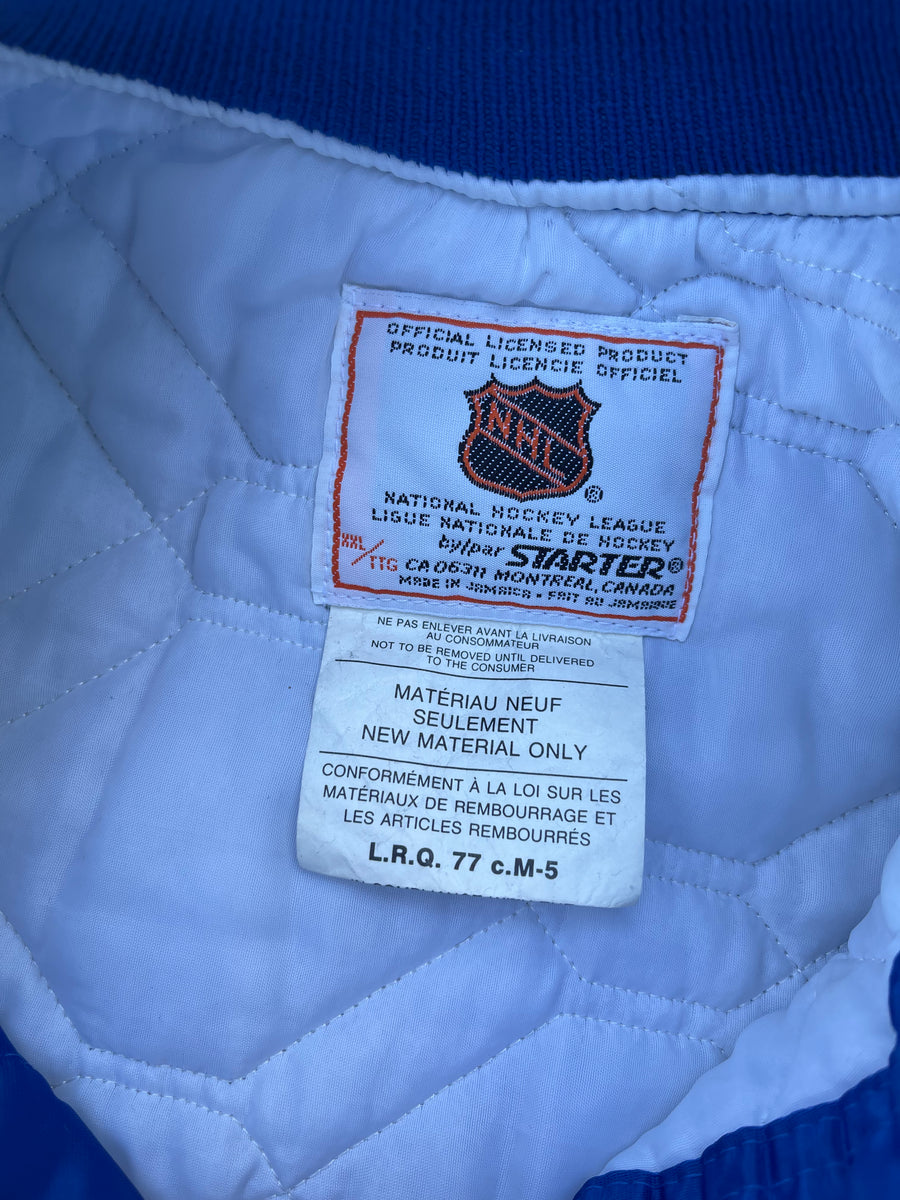 OFFICIAL LICENSED PRODUCT
PRODUIT LICENCIE OFFICIEL
NHL
®
NATIONAL HOCKEY LEAGUE
LIGUE NATIONALE DE HOCKEY
by/par STARTER®
XXL/TTG
CA 06311 MONTREAL, CANADA
MADE IN JAMAICA • FAIT AU JAMAIQUE
NE PAS ENLEVER AVANT LA LIVRAISON
AU CONSOMMATEUR
NOT TO BE REMOVED UNTIL DELIVERED
TO THE CONSUMER
MATÉRIAU NEUF
SEULEMENT
NEW MATERIAL ONLY
CONFORMÉMENT À LA LOI SUR LES
MATÉRIAUX DE REMBOURRAGE ET
LES ARTICLES REMBOURRÉS
L.R.Q. 77 c.M-5